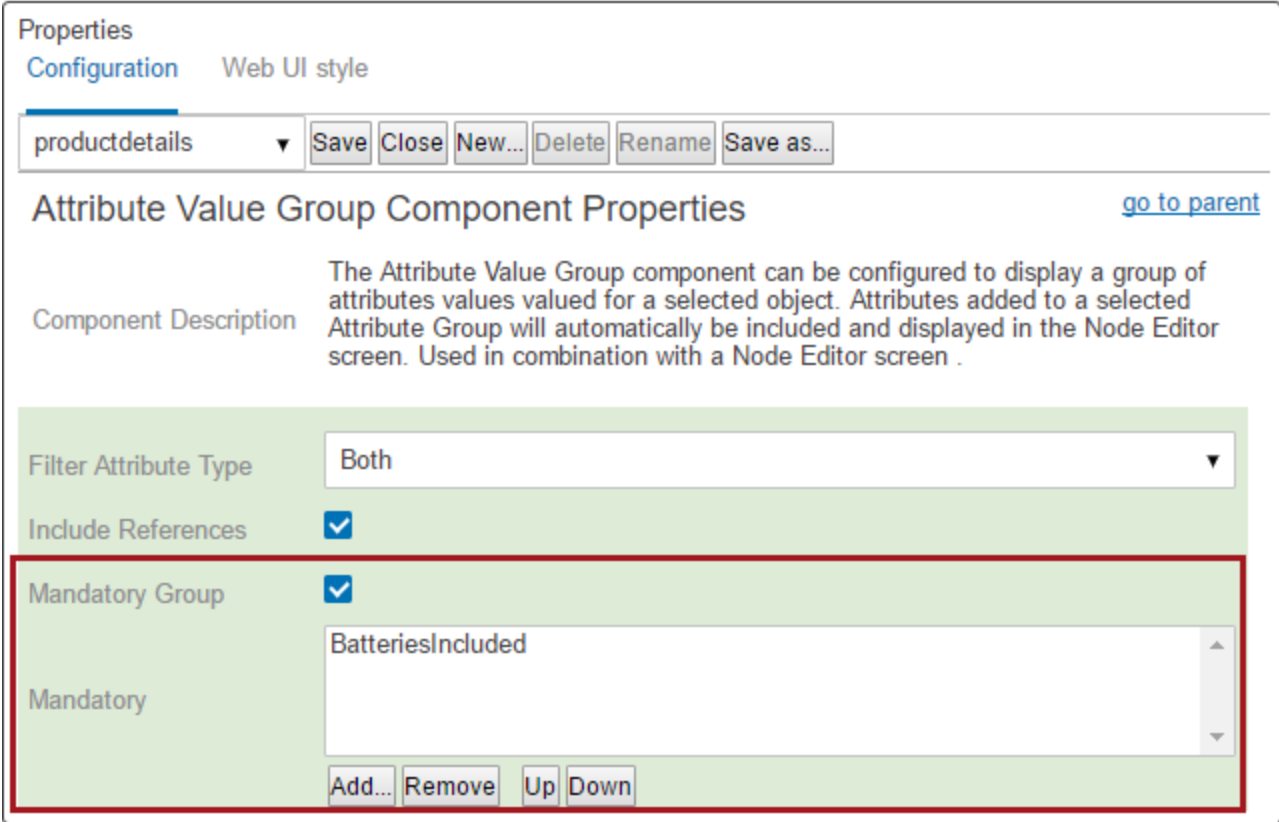 Properties
Configuration Web UI style
productdetails ▼ Save Close New... Delete Rename Save as...
Attribute Value Group Component Properties go to parent
Component Description
The Attribute Value Group component can be configured to display a group of
attributes values valued for a selected object. Attributes added to a selected
Attribute Group will automatically be included and displayed in the Node Editor
screen. Used in combination with a Node Editor screen .
Filter Attribute Type Both ▼
Include References
Mandatory Group
Mandatory
BatteriesIncluded
Add... Remove Up Down